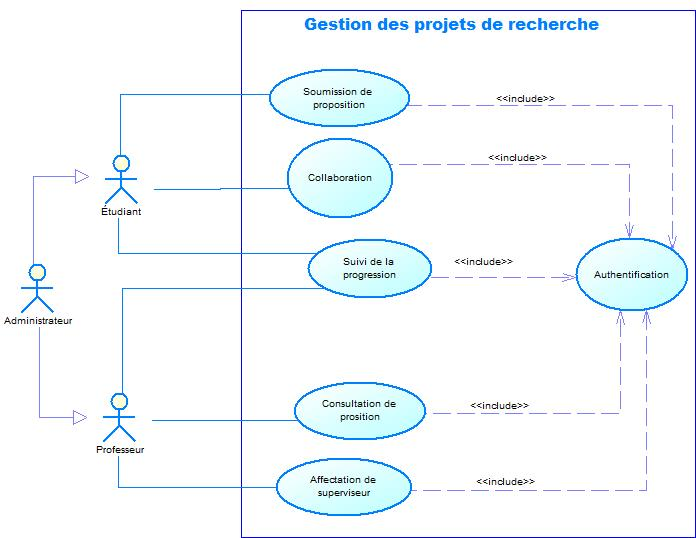 Gestion des projets de recherche
Soumission de
proposition
<<include>>
Collaboration
<<include>>
Étudiant
Suivi de la
progression
<<include>>
Authentification
Administrateur
Consultation de
prosition
<<include>>
Professeur
Affectation de
superviseur
<<include>>